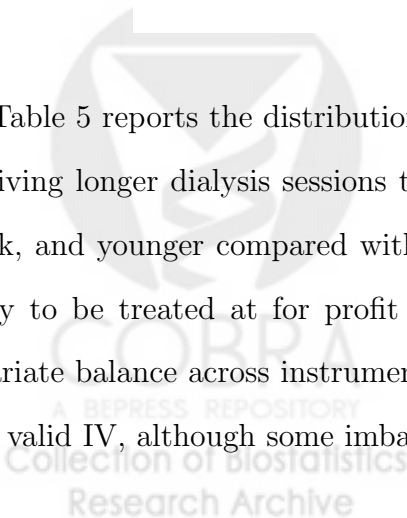 Table 5 reports the distribution
iving longer dialysis sessions t
k, and younger compared with
y to be treated at for profit
COBRA
ariate balance across instrumen
A BEPRESS REPOSITORY
valid IV, although some imba
Collection of Biostatistics
Research Archive